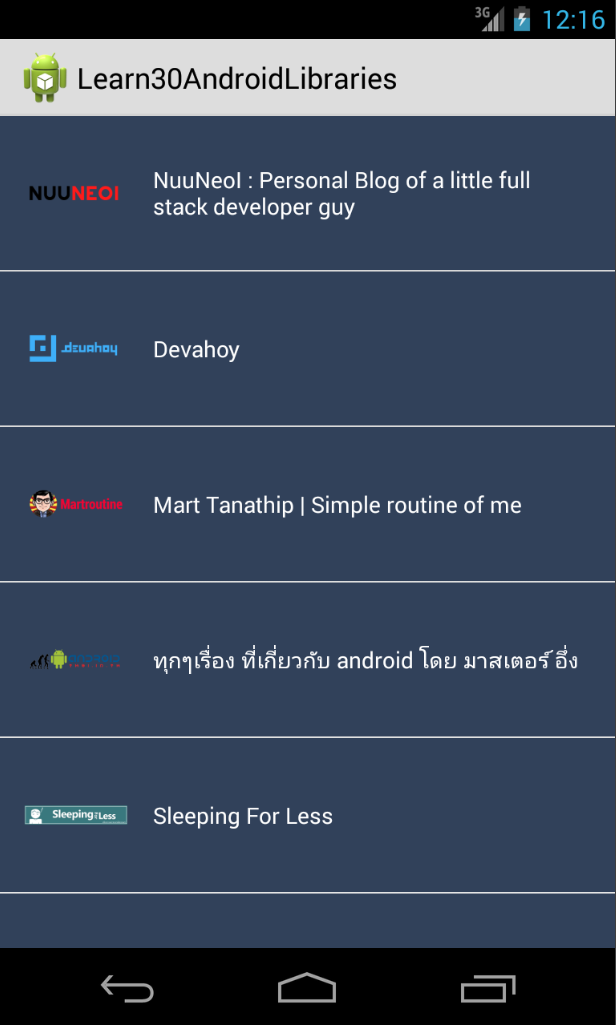 3G 12:16
Learn30AndroidLibraries
NUUNEOI
NuuNeoI : Personal Blog of a little full
stack developer guy
devahoy
Devahoy
Martroutine
Mart Tanathip | Simple routine of me
ทุกๆเรื่อง ที่เกี่ยวกับ android โดย มาสเตอร์ อึ่ง
Sleeping For Less
Sleeping For Less